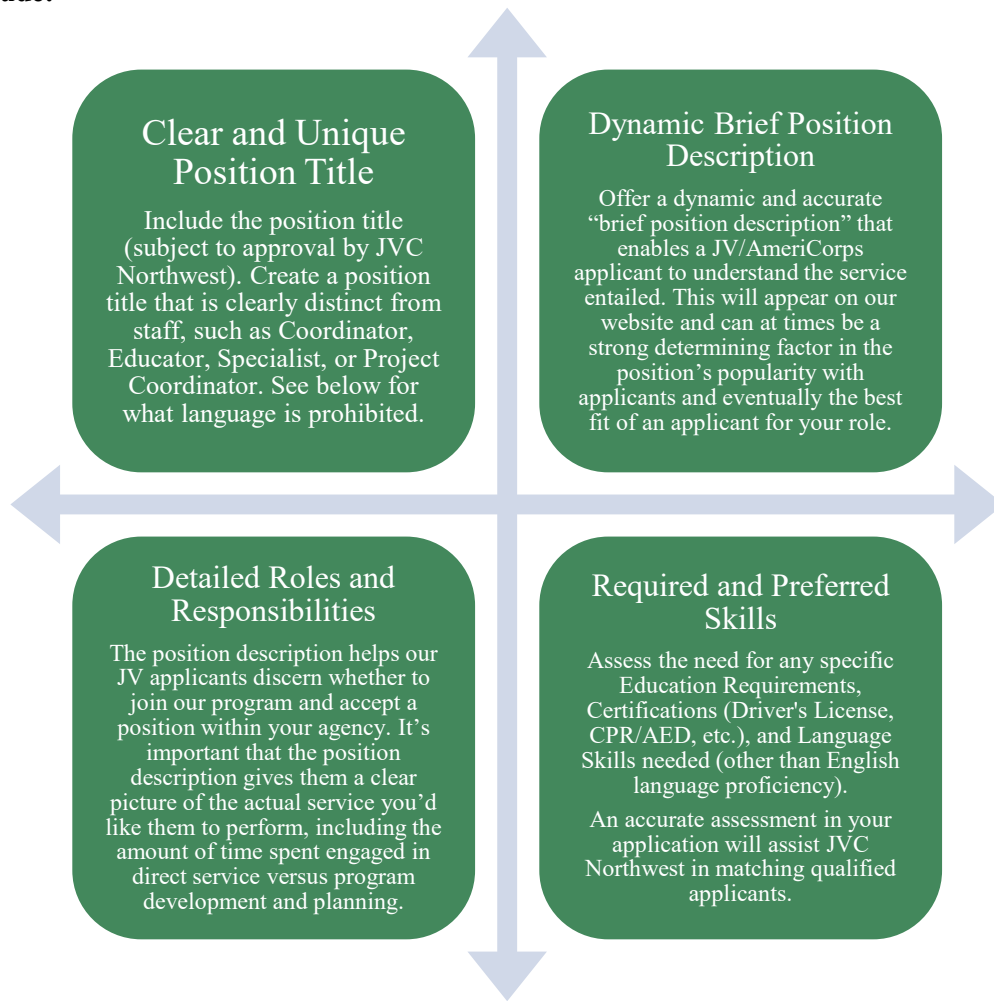 Clear and Unique
Position Title
Include the position title
(subject to approval by JVC
Northwest). Create a position
title that is clearly distinct from
staff, such as Coordinator,
Educator, Specialist, or Project
Coordinator. See below for
what language is prohibited.
Dynamic Brief Position
Description
Offer a dynamic and accurate
“brief position description” that
enables a JV/AmeriCorps
applicant to understand the service
entailed. This will appear on our
website and can at times be a
strong determining factor in the
position’s popularity with
applicants and eventually the best
fit of an applicant for your role.
Detailed Roles and
Responsibilities
The position description helps our
JV applicants discern whether to
join our program and accept a
position within your agency. It’s
important that the position
description gives them a clear
picture of the actual service you’d
like them to perform, including the
amount of time spent engaged in
direct service versus program
development and planning.
Required and Preferred
Skills
Assess the need for any specific
Education Requirements,
Certifications (Driver's License,
CPR/AED, etc.), and Language
Skills needed (other than English
language proficiency).
An accurate assessment in your
application will assist JVC
Northwest in matching qualified
applicants.